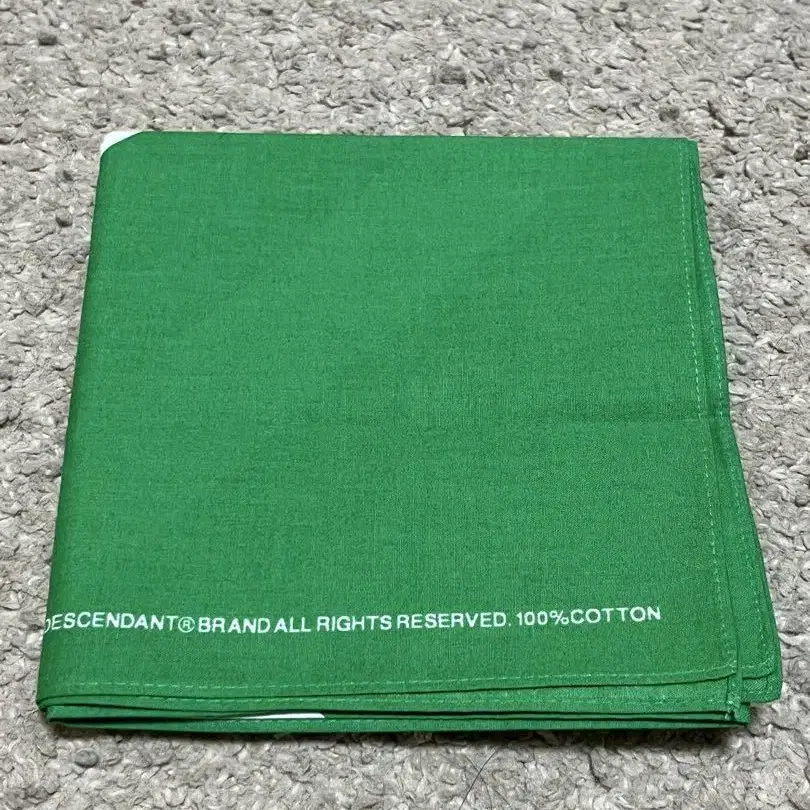 DESCENDANT® BRAND ALL RIGHTS RESERVED. 100%COTTON